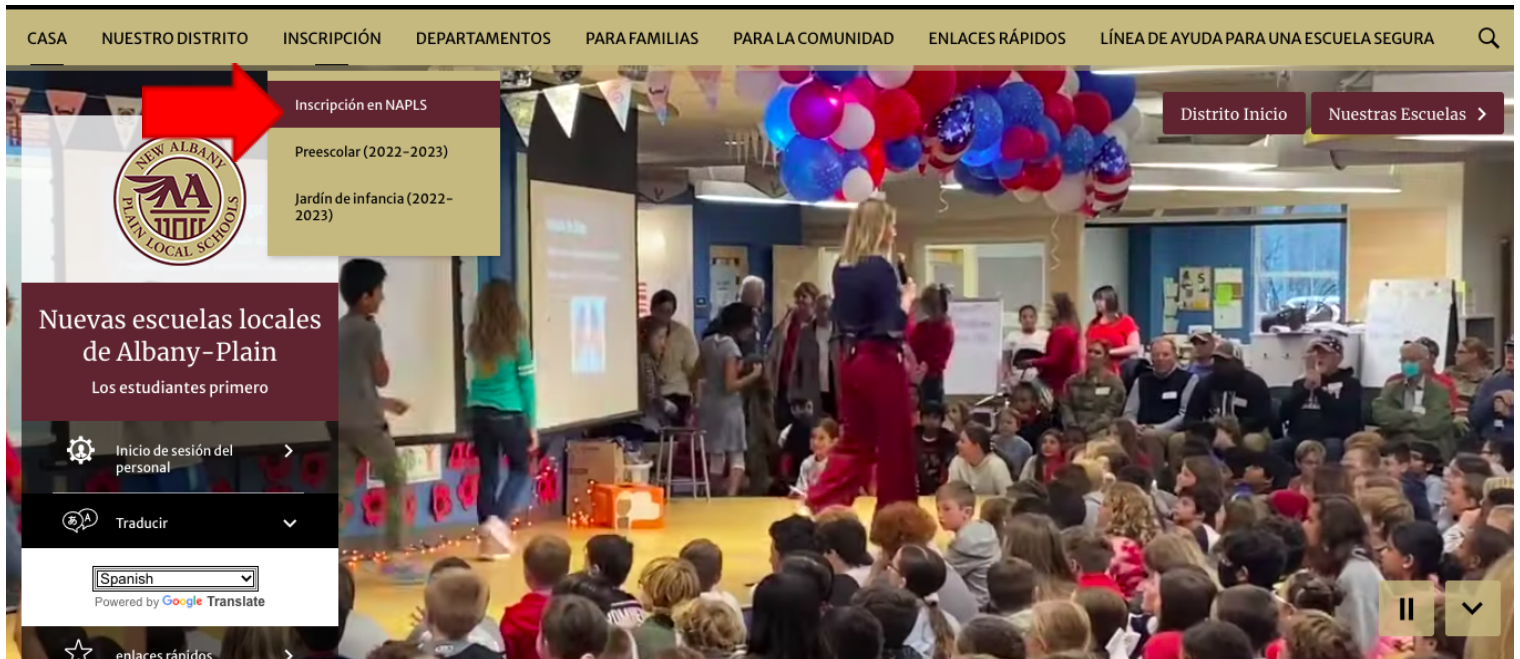 CASA
NUESTRO DISTRITO
INSCRIPCIÓN
DEPARTAMENTOS
PARA FAMILIAS
PARA LA COMUNIDAD
ENLACES RÁPIDOS
LÍNEA DE AYUDA PARA UNA ESCUELA SEGURA
Inscripción en NAPLS
Preescolar (2022-2023)
Jardín de infancia (2022-
2023)
Distrito Inicio
Nuestras Escuelas
NEW ALBANY
NA
PLAIN LOCAL SCHOOLS
Nuevas escuelas locales
de Albany-Plain
Los estudiantes primero
Inicio de sesión del
personal
Traducir
Spanish
Powered by Google Translate
enlaces rápidos